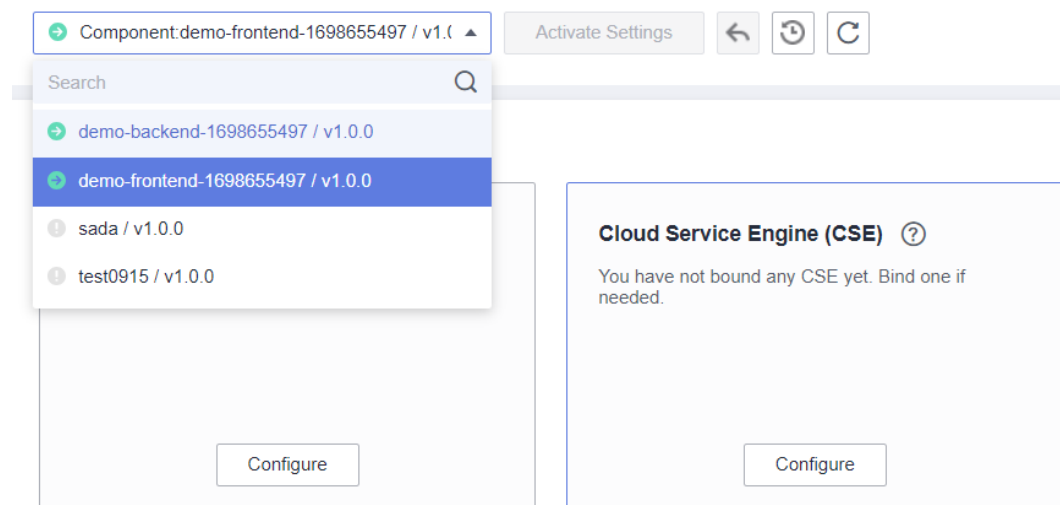 Component:demo-frontend-1698655497 / v1.(
Activate Settings
Search
demo-backend-1698655497 / v1.0.0
demo-frontend-1698655497 / v1.0.0
sada / v1.0.0
test0915 / v1.0.0
Cloud Service Engine (CSE) ?
You have not bound any CSE yet. Bind one if
needed.
Configure
Configure